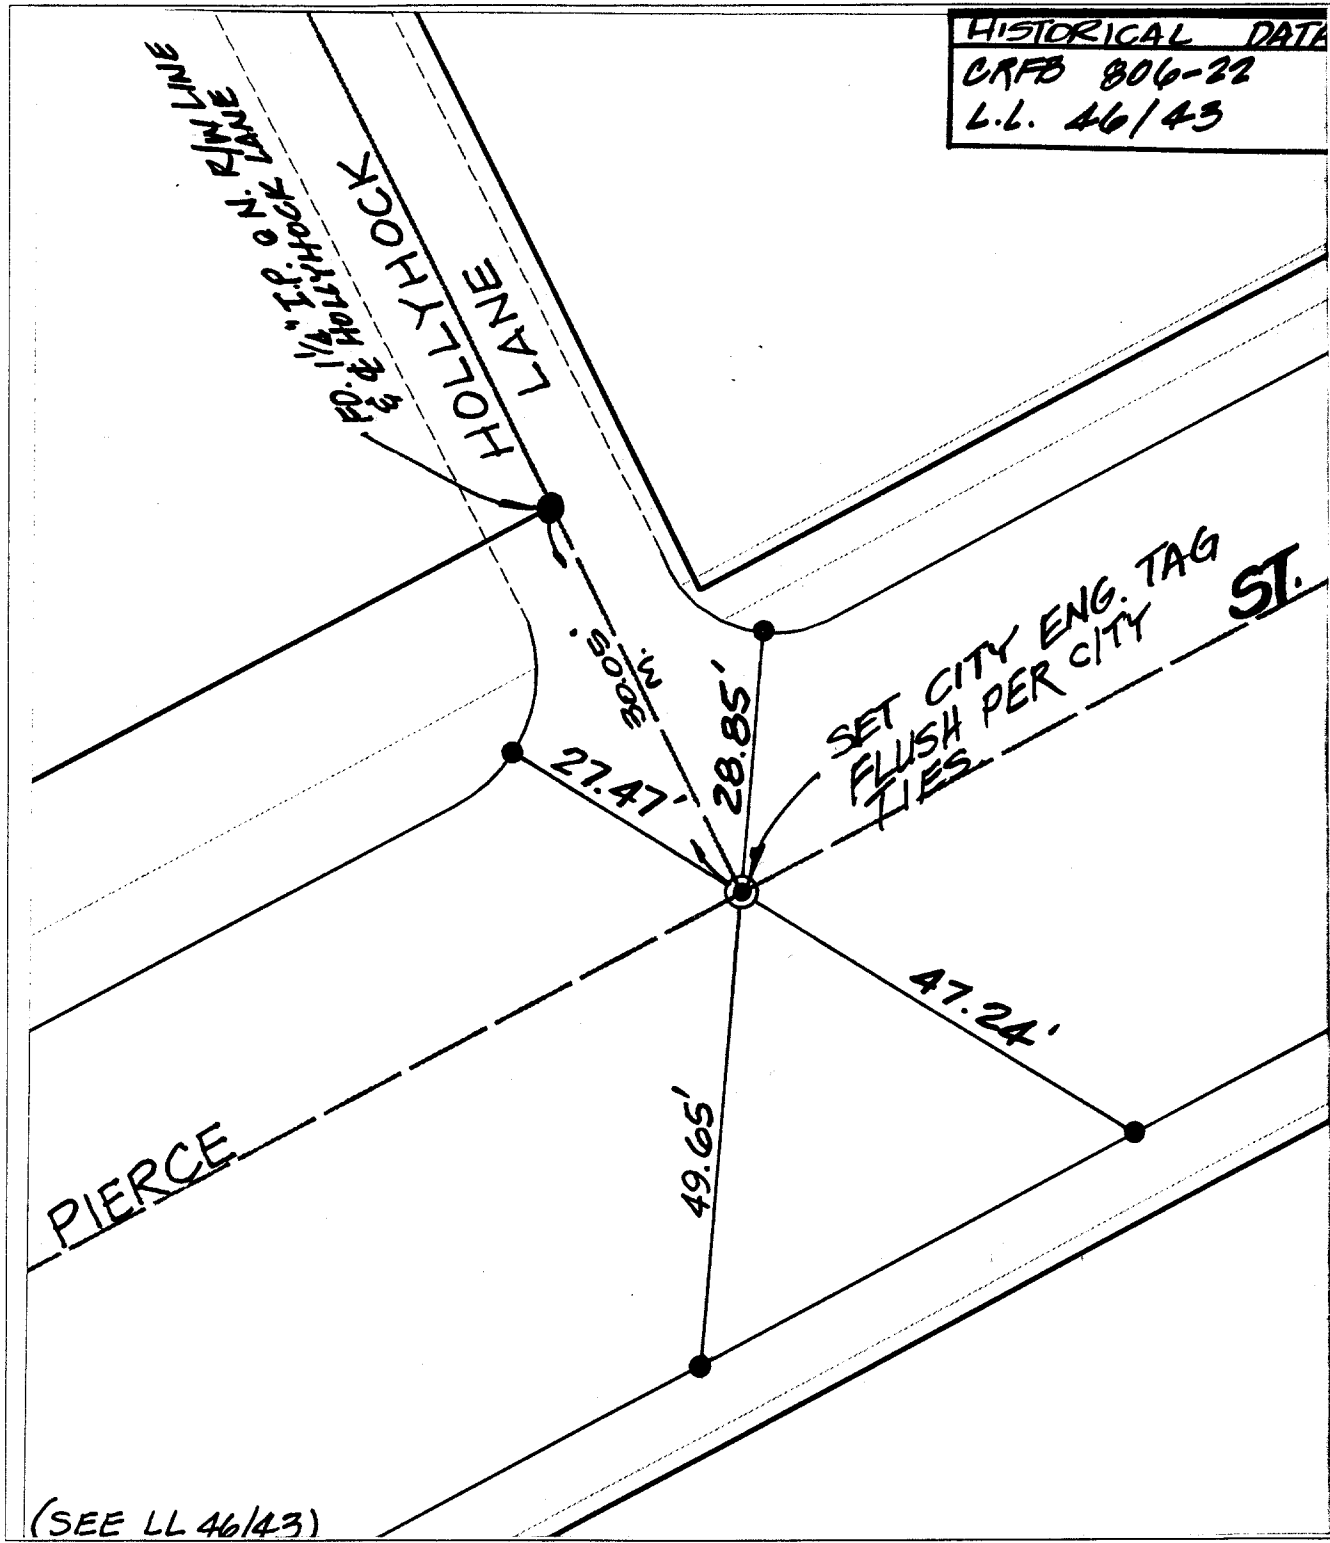 HISTORICAL DATA
CRFB 806-22
L.L. 46/43
FD. 1 1/4" I.P. @ N. R/W LINE
& ℄ HOLLYHOCK LANE
HOLLYHOCK
LANE
30.05'
M.
28.85'
27.47'
SET CITY ENG. TAG
FLUSH PER CITY
TIES
ST.
47.24'
49.65'
PIERCE
(SEE LL 46/43)